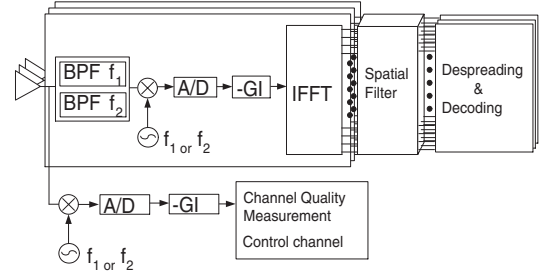 BPF f1
BPF f2
A/D
-GI
IFFT
Spatial
Filter
Despreading
&
Decoding
f1 or f2
A/D
-GI
Channel Quality
Measurement
Control channel
f1 or f2